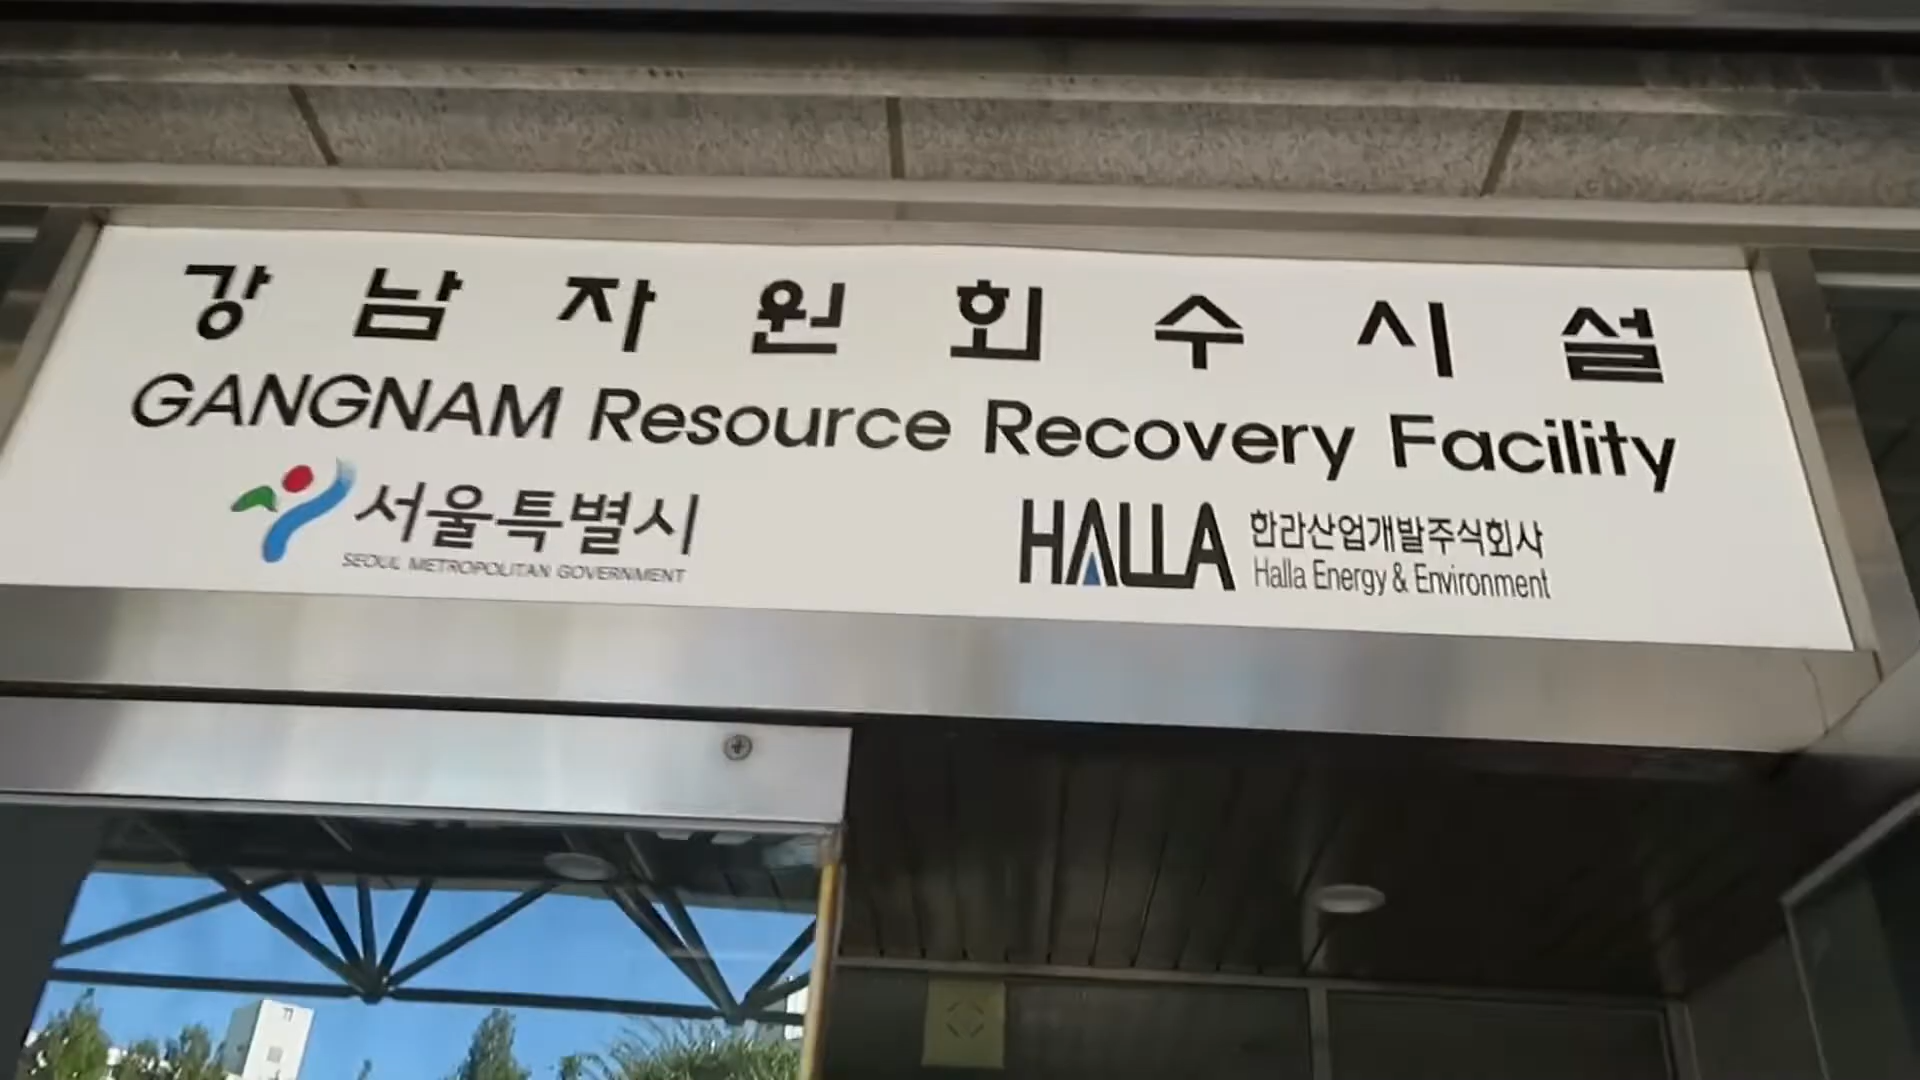 강남자원회수시설
GANGNAM Resource Recovery Facility
서울특별시
SEOUL METROPOLITAN GOVERNMENT
HALLA
한라산업개발주식회사
Halla Energy & Environment